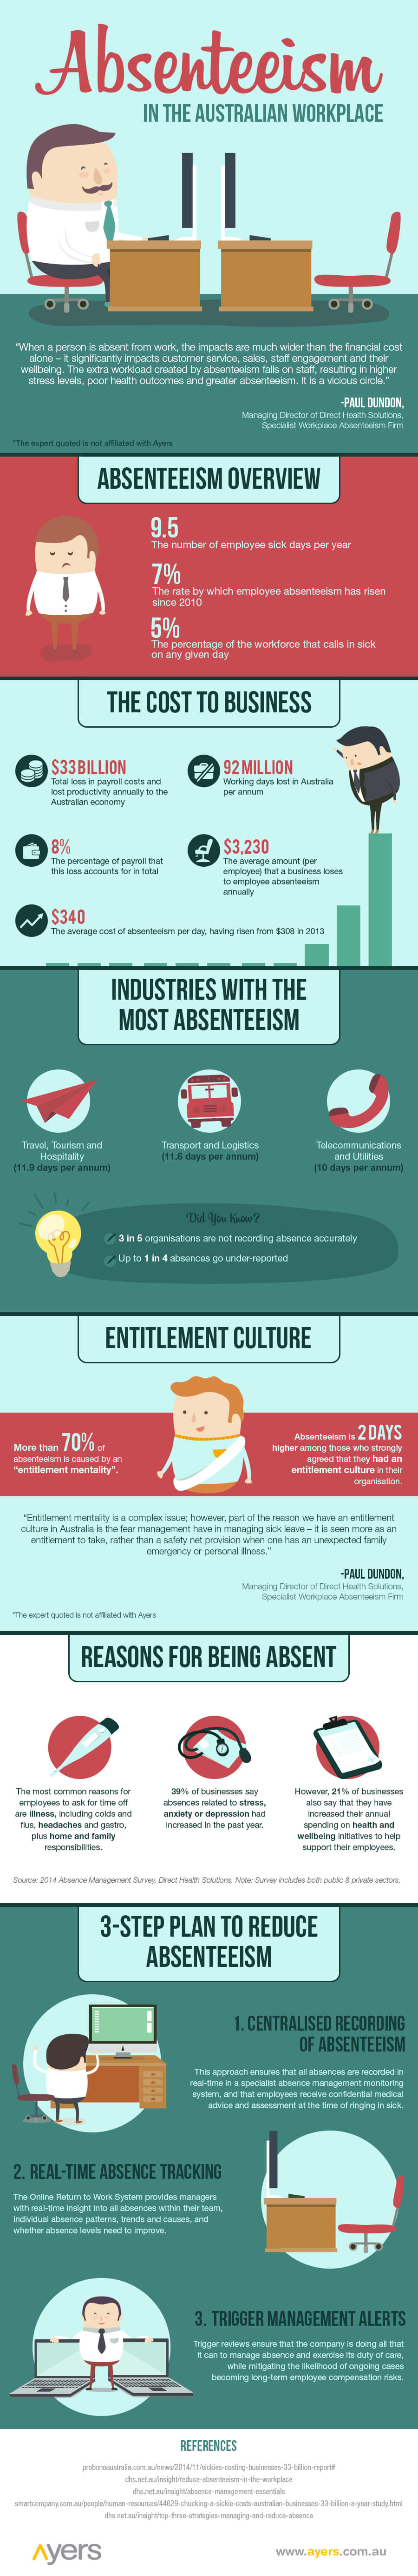 Absenteeism
IN THE AUSTRALIAN WORKPLACE
"When a person is absent from work, the impacts are much wider than the financial cost
alone – it significantly impacts customer service, sales, staff engagement and their
wellbeing. The extra workload created by absenteeism falls on staff, resulting in higher
stress levels, poor health outcomes and greater absenteeism. It is a vicious circle."
-PAUL DUNDON,
Managing Director of Direct Health Solutions,
Specialist Workplace Absenteeism Firm
*The expert quoted is not affiliated with Ayers
ABSENTEEISM OVERVIEW
9.5
The number of employee sick days per year
7%
The rate by which employee absenteeism has risen
since 2010
5%
The percentage of the workforce that calls in sick
on any given day
THE COST TO BUSINESS
$33 BILLION
Total loss in payroll costs and
lost productivity annually to the
Australian economy
92 MILLION
Working days lost in Australia
per annum
8%
The percentage of payroll that
this loss accounts for in total
$3,230
The average amount (per
employee) that a business loses
to employee absenteeism
annually
$340
The average cost of absenteeism per day, having risen from $308 in 2013
INDUSTRIES WITH THE
MOST ABSENTEEISM
Travel, Tourism and
Hospitality
(11.9 days per annum)
Transport and Logistics
(11.6 days per annum)
Telecommunications
and Utilities
(10 days per annum)
Did You Know?
3 in 5 organisations are not recording absence accurately
Up to 1 in 4 absences go under-reported
ENTITLEMENT CULTURE
More than 70% of
absenteeism is caused by an
"entitlement mentality".
Absenteeism is 2 DAYS
higher among those who strongly
agreed that they had an
entitlement culture in their
organisation.
"Entitlement mentality is a complex issue; however, part of the reason we have an entitlement
culture in Australia is the fear management have in managing sick leave – it is seen more as an
entitlement to take, rather than a safety net provision when one has an unexpected family
emergency or personal illness."
-PAUL DUNDON,
Managing Director of Direct Health Solutions,
Specialist Workplace Absenteeism Firm
*The expert quoted is not affiliated with Ayers
REASONS FOR BEING ABSENT
The most common reasons for
employees to ask for time off
are illness, including colds and
flus, headaches and gastro,
plus home and family
responsibilities.
39% of businesses say
absences related to stress,
anxiety or depression had
increased in the past year.
However, 21% of businesses
also say that they have
increased their annual
spending on health and
wellbeing initiatives to help
support their employees.
Source: 2014 Absence Management Survey, Direct Health Solutions. Note: Survey includes both public & private sectors.
3-STEP PLAN TO REDUCE
ABSENTEEISM
1. CENTRALISED RECORDING
OF ABSENTEEISM
This approach ensures that all absences are recorded in
real-time in a specialist absence management monitoring
system, and that employees receive confidential medical
advice and assessment at the time of ringing in sick.
2. REAL-TIME ABSENCE TRACKING
The Online Return to Work System provides managers
with real-time insight into all absences within their team,
individual absence patterns, trends and causes, and
whether absence levels need to improve.
3. TRIGGER MANAGEMENT ALERTS
Trigger reviews ensure that the company is doing all that
it can to manage absence and exercise its duty of care,
while mitigating the likelihood of ongoing cases
becoming long-term employee compensation risks.
REFERENCES
probonoaustralia.com.au/news/2014/11/sickies-costing-businesses-33-billion-report#
dhs.net.au/insight/reduce-absenteeism-in-the-workplace
dhs.net.au/insight/absence-management-essentials
smartcompany.com.au/people/human-resources/44629-chucking-a-sickie-costs-australian-businesses-33-billion-a-year-study.html
dhs.net.au/insight/top-three-strategies-managing-and-reduce-absence
Ayers
www.ayers.com.au